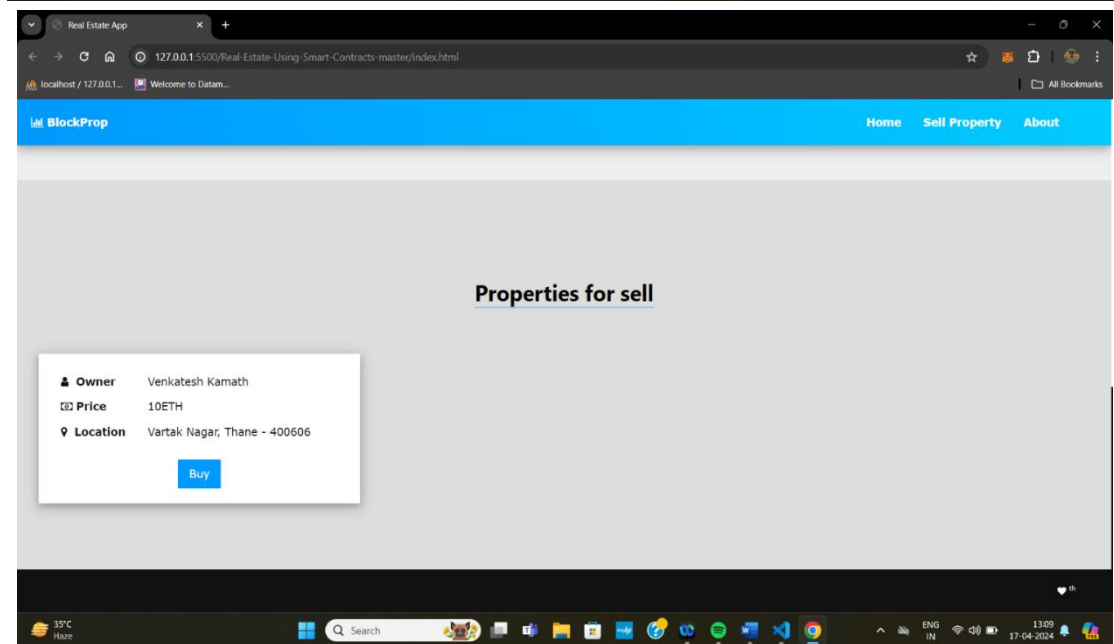 Real Estate App
127.0.0.1:5500/Real-Estate-Using-Smart-Contracts-master/index.html
localhost / 127.0.0.1... Welcome to Datam... All Bookmarks
BlockProp Home Sell Property About
Properties for sell
Owner Venkatesh Kamath
Price 10ETH
Location Vartak Nagar, Thane - 400606
Buy
th
35°C
Haze
Search
ENG
IN
13:09
17-04-2024